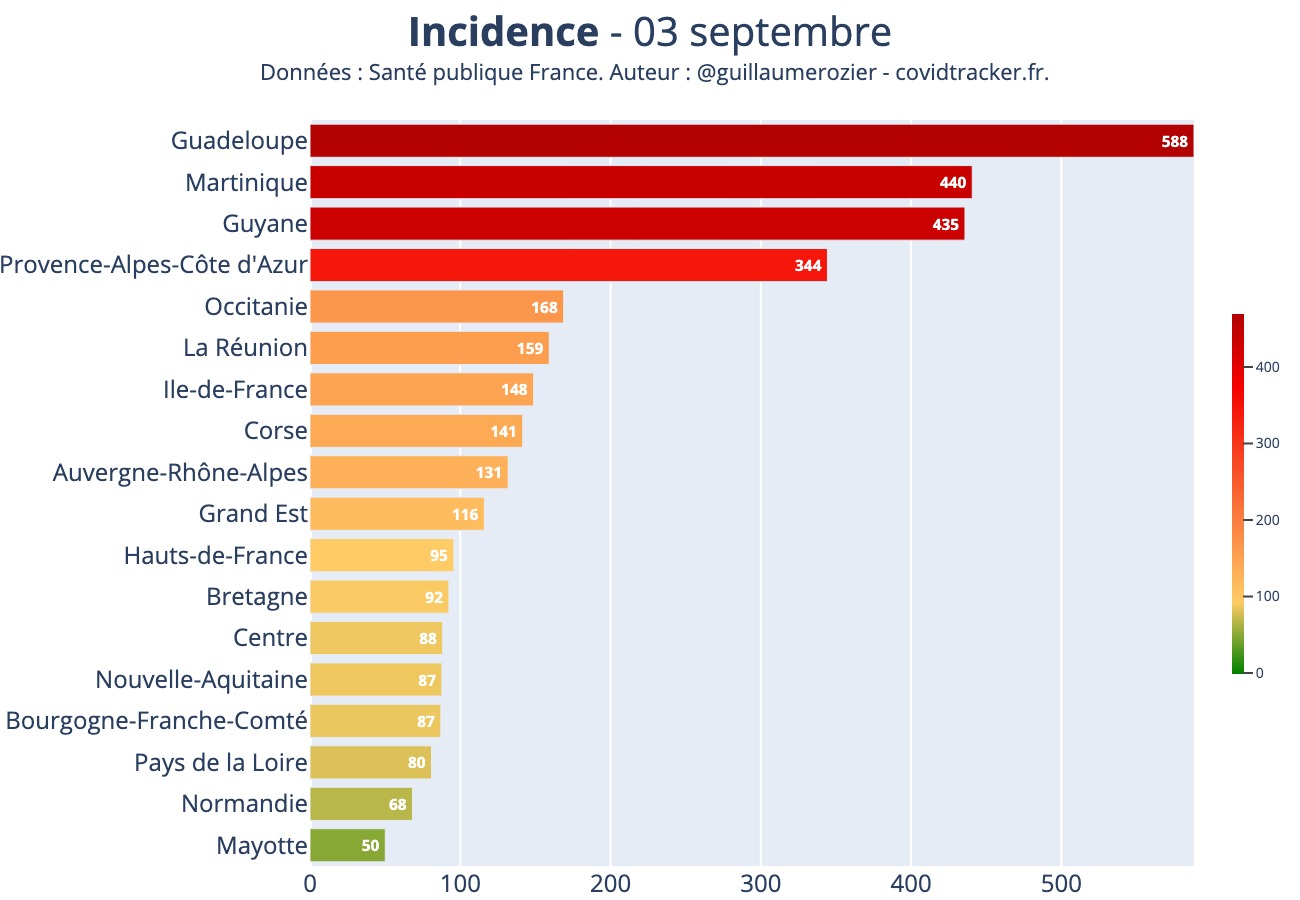 Incidence - 03 septembre
Données : Santé publique France. Auteur : @guillaumerozier - covidtracker.fr.
Guadeloupe 588
Martinique 440
Guyane 435
Provence-Alpes-Côte d'Azur 344
Occitanie 168
La Réunion 159
Ile-de-France 148
Corse 141
Auvergne-Rhône-Alpes 131
Grand Est 116
Hauts-de-France 95
Bretagne 92
Centre 88
Nouvelle-Aquitaine 87
Bourgogne-Franche-Comté 87
Pays de la Loire 80
Normandie 68
Mayotte 50
0 100 200 300 400 500
400
300
200
100
0